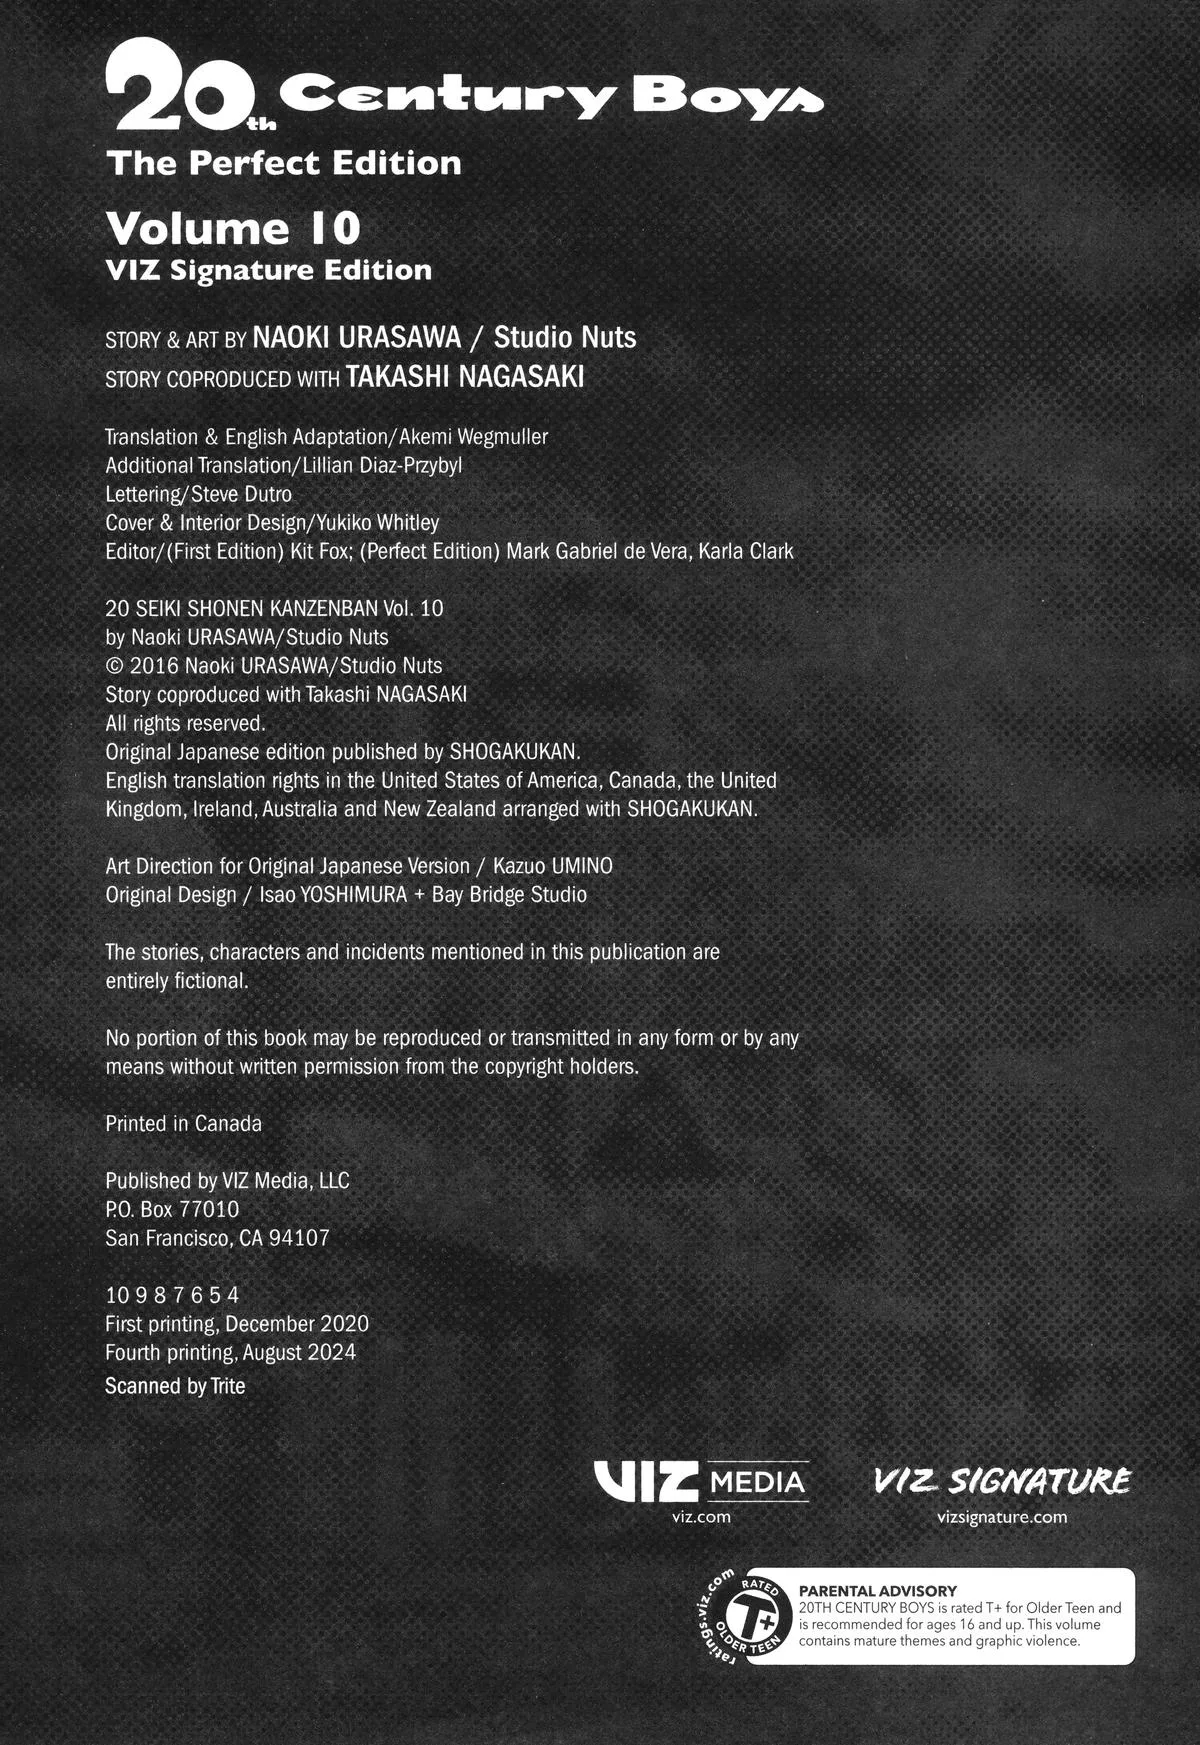 20th Century Boys
The Perfect Edition
Volume 10
VIZ Signature Edition
STORY & ART BY NAOKI URASAWA / Studio Nuts
STORY COPRODUCED WITH TAKASHI NAGASAKI
Translation & English Adaptation/Akemi Wegmuller
Additional Translation/Lillian Diaz-Przybyl
Lettering/Steve Dutro
Cover & Interior Design/Yukiko Whitley
Editor/(First Edition) Kit Fox; (Perfect Edition) Mark Gabriel de Vera, Karla Clark
20 SEIKI SHONEN KANZENBAN Vol. 10
by Naoki URASAWA/Studio Nuts
© 2016 Naoki URASAWA/Studio Nuts
Story coproduced with Takashi NAGASAKI
All rights reserved.
Original Japanese edition published by SHOGAKUKAN.
English translation rights in the United States of America, Canada, the United
Kingdom, Ireland, Australia and New Zealand arranged with SHOGAKUKAN.
Art Direction for Original Japanese Version / Kazuo UMINO
Original Design / Isao YOSHIMURA + Bay Bridge Studio
The stories, characters and incidents mentioned in this publication are
entirely fictional.
No portion of this book may be reproduced or transmitted in any form or by any
means without written permission from the copyright holders.
Printed in Canada
Published by VIZ Media, LLC
P.O. Box 77010
San Francisco, CA 94107
10 9 8 7 6 5 4
First printing, December 2020
Fourth printing, August 2024
Scanned by Trite
VIZ MEDIA
viz.com
VIZ SIGNATURE
vizsignature.com
ratings.viz.com
RATED
T+
OLDER TEEN
PARENTAL ADVISORY
20TH CENTURY BOYS is rated T+ for Older Teen and
is recommended for ages 16 and up. This volume
contains mature themes and graphic violence.